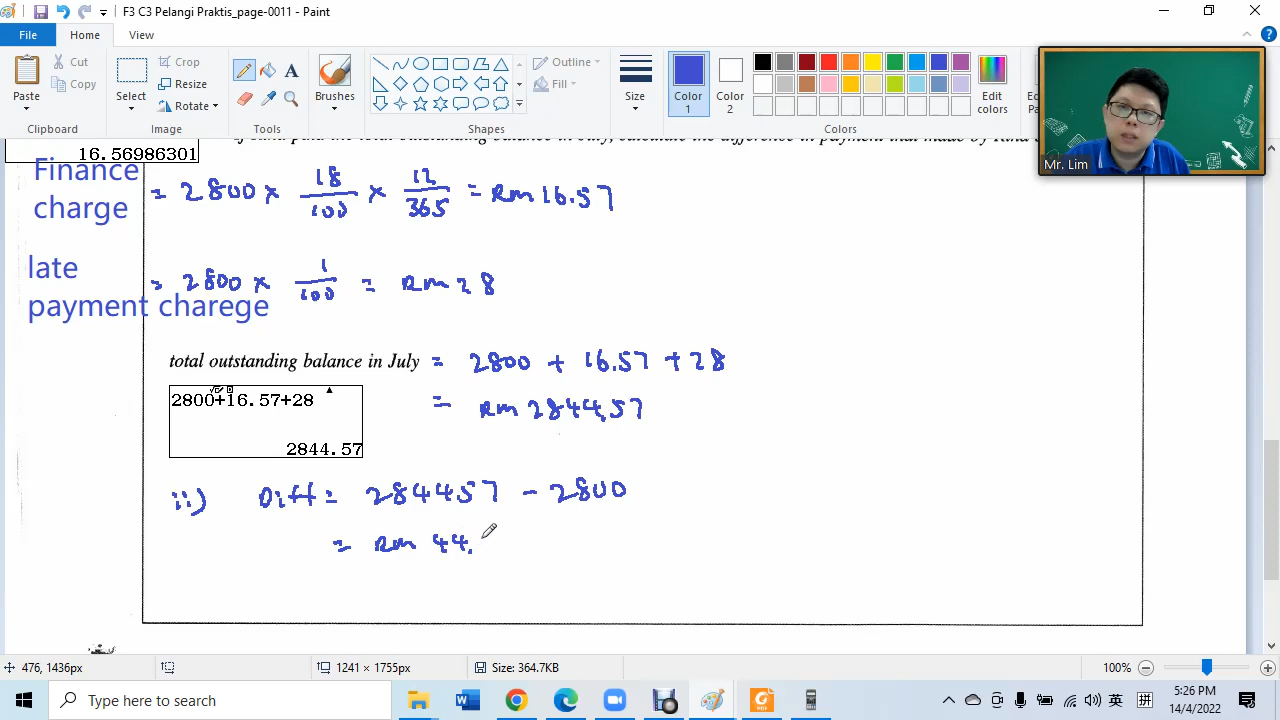 F3 C3 Pelangi Praktis_page-0011 - Paint
File Home View
Paste Cut Copy Clipboard
Select Crop Resize Rotate Image
Tools
Brushes
Outline Fill Shapes
Size
Color 1 Color 2 Colors
Edit colors
Mr. Lim
16.56986301
Finance charge
= 2800 × 18/100 × 12/365 = RM 16.57
late payment charege
= 2800 × 1/100 = RM 28
total outstanding balance in July = 2800 + 16.57 + 28
2800+16.57+28
= RM 2844.57
2844.57
ii) Diff = 284457 - 2800
= RM 44.
476, 1436px 1241 × 1755px Size: 364.7KB 100%
Type here to search
英 拼 5:26 PM
14/4/2022